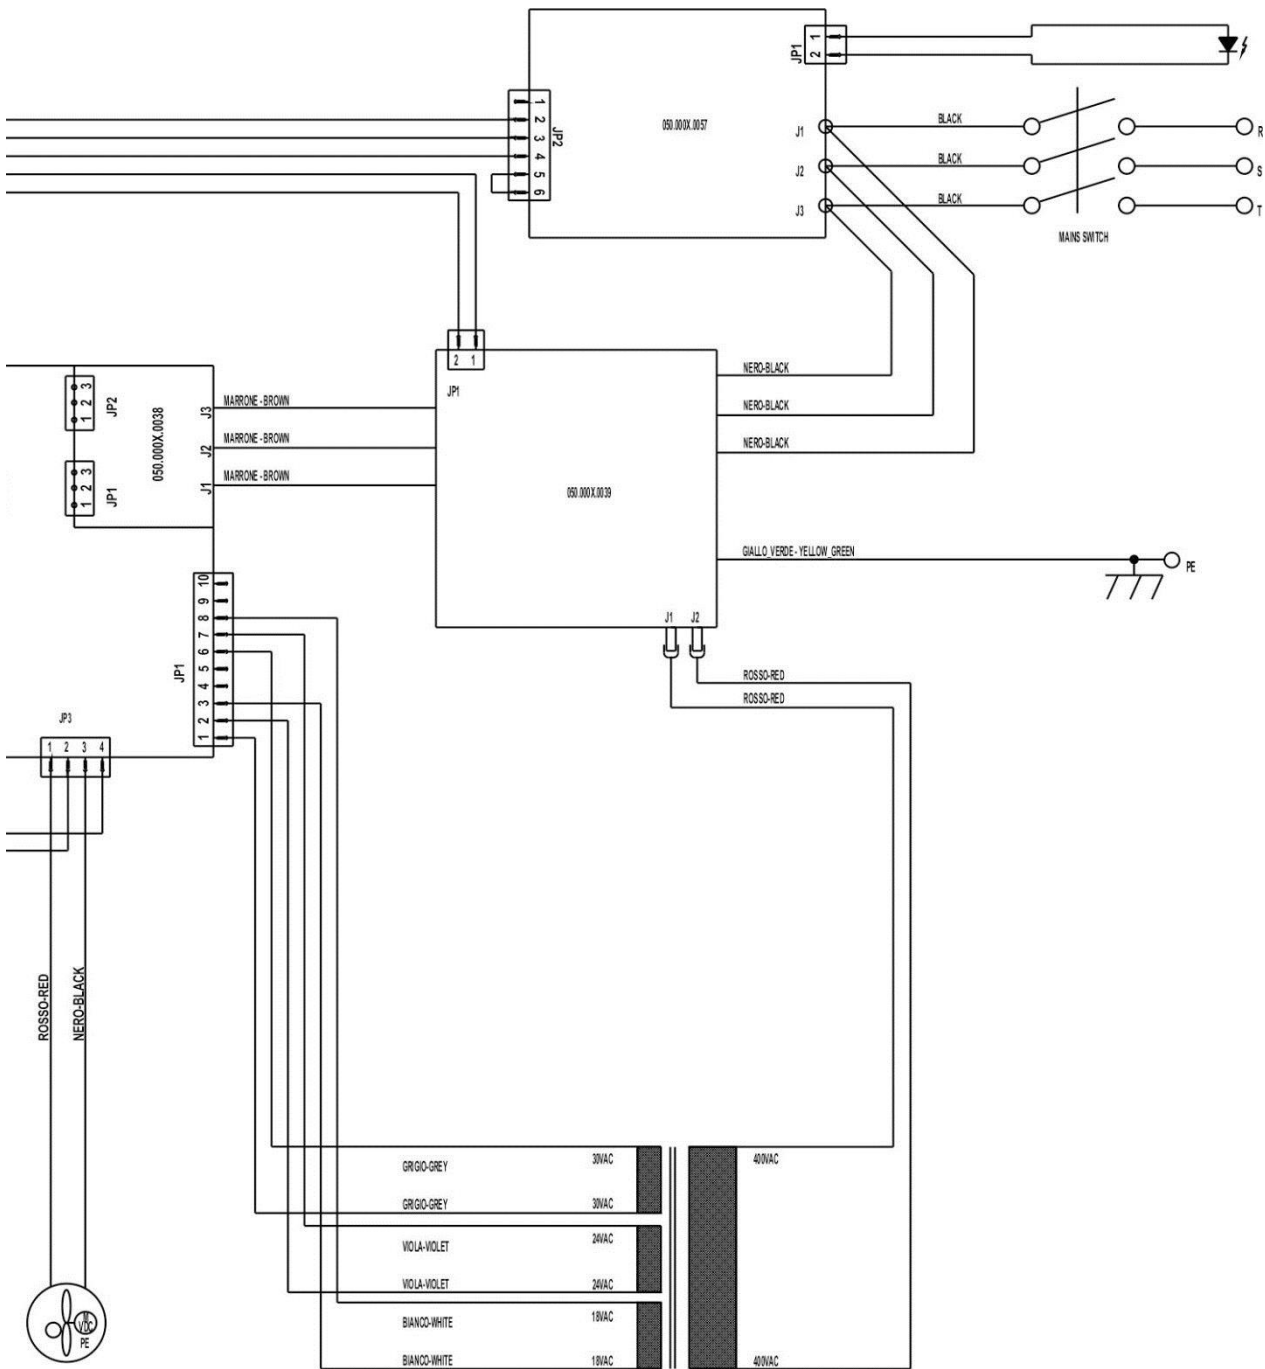 1
2
JP1
1
2
3
4
5
6
JP2
050.000X.0057
J1
J2
J3
BLACK
BLACK
BLACK
R
S
T
MAINS SWITCH
2 1
JP1
NERO-BLACK
NERO-BLACK
NERO-BLACK
050.000X.0039
MARRONE - BROWN
MARRONE - BROWN
MARRONE - BROWN
J3
J2
J1
050.000X.0038
1 2 3
JP2
1 2 3
JP1
GIALLO_VERDE - YELLOW_GREEN
PE
J1 J2
ROSSO-RED
ROSSO-RED
10
9
8
7
6
5
4
3
2
1
JP1
JP3
1 2 3 4
ROSSO-RED
NERO-BLACK
GRIGIO-GREY 30VAC
GRIGIO-GREY 30VAC
VIOLA-VIOLET 24VAC
VIOLA-VIOLET 24VAC
BIANCO-WHITE 18VAC
BIANCO-WHITE 18VAC
400VAC
400VAC
M
VDC
PE